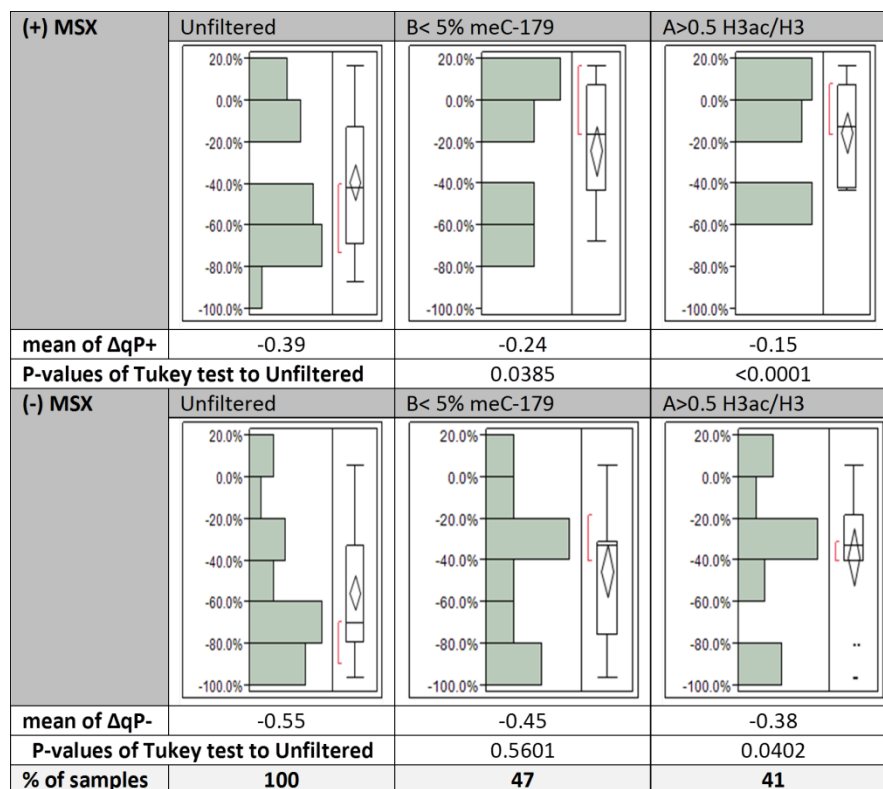 (+) MSX Unfiltered B< 5% meC-179 A>0.5 H3ac/H3
20.0% 20.0% 20.0%
0.0% 0.0% 0.0%
-20.0% -20.0% -20.0%
-40.0% -40.0% -40.0%
-60.0% -60.0% -60.0%
-80.0% -80.0% -80.0%
-100.0% -100.0% -100.0%
mean of ΔqP+ -0.39 -0.24 -0.15
P-values of Tukey test to Unfiltered 0.0385 <0.0001
(-) MSX Unfiltered B< 5% meC-179 A>0.5 H3ac/H3
20.0% 20.0% 20.0%
0.0% 0.0% 0.0%
-20.0% -20.0% -20.0%
-40.0% -40.0% -40.0%
-60.0% -60.0% -60.0%
-80.0% -80.0% -80.0%
-100.0% -100.0% -100.0%
mean of ΔqP- -0.55 -0.45 -0.38
P-values of Tukey test to Unfiltered 0.5601 0.0402
% of samples 100 47 41